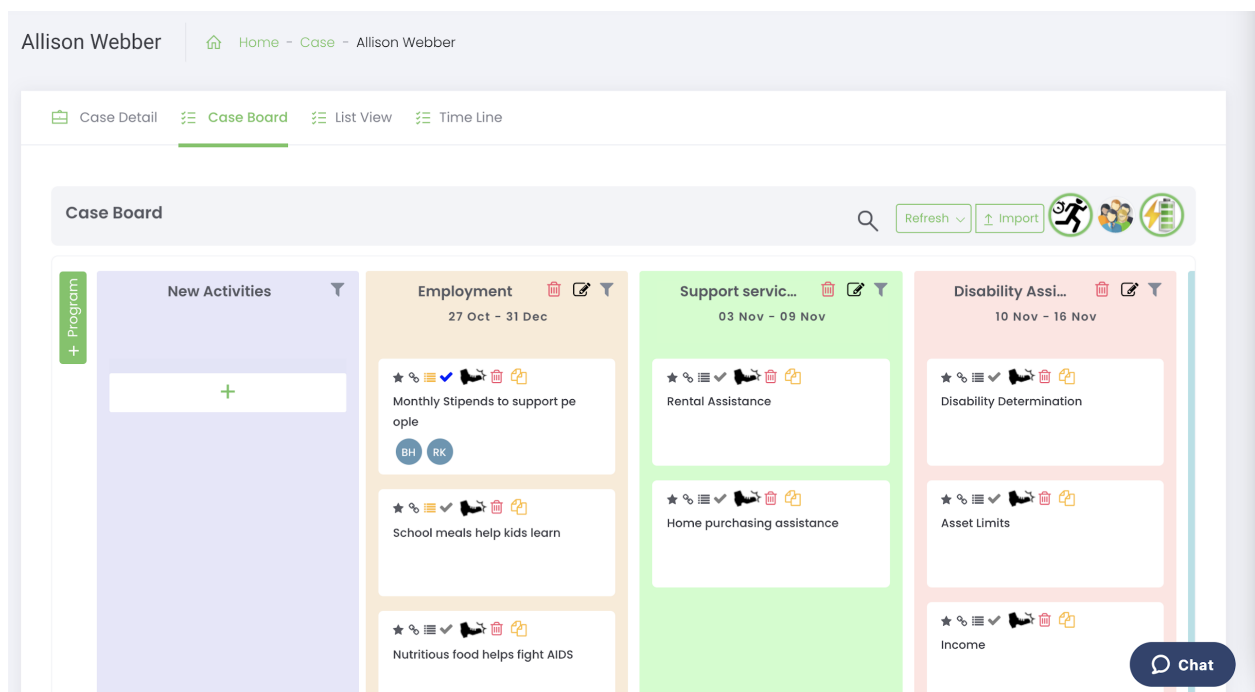 Allison Webber
Home - Case - Allison Webber
Case Detail
Case Board
List View
Time Line
Case Board
Refresh
Import
+ Program
New Activities
+
Employment
27 Oct - 31 Dec
Monthly Stipends to support pe
ople
BH
RK
School meals help kids learn
Nutritious food helps fight AIDS
Support servic...
03 Nov - 09 Nov
Rental Assistance
Home purchasing assistance
Disability Assi...
10 Nov - 16 Nov
Disability Determination
Asset Limits
Income
Chat